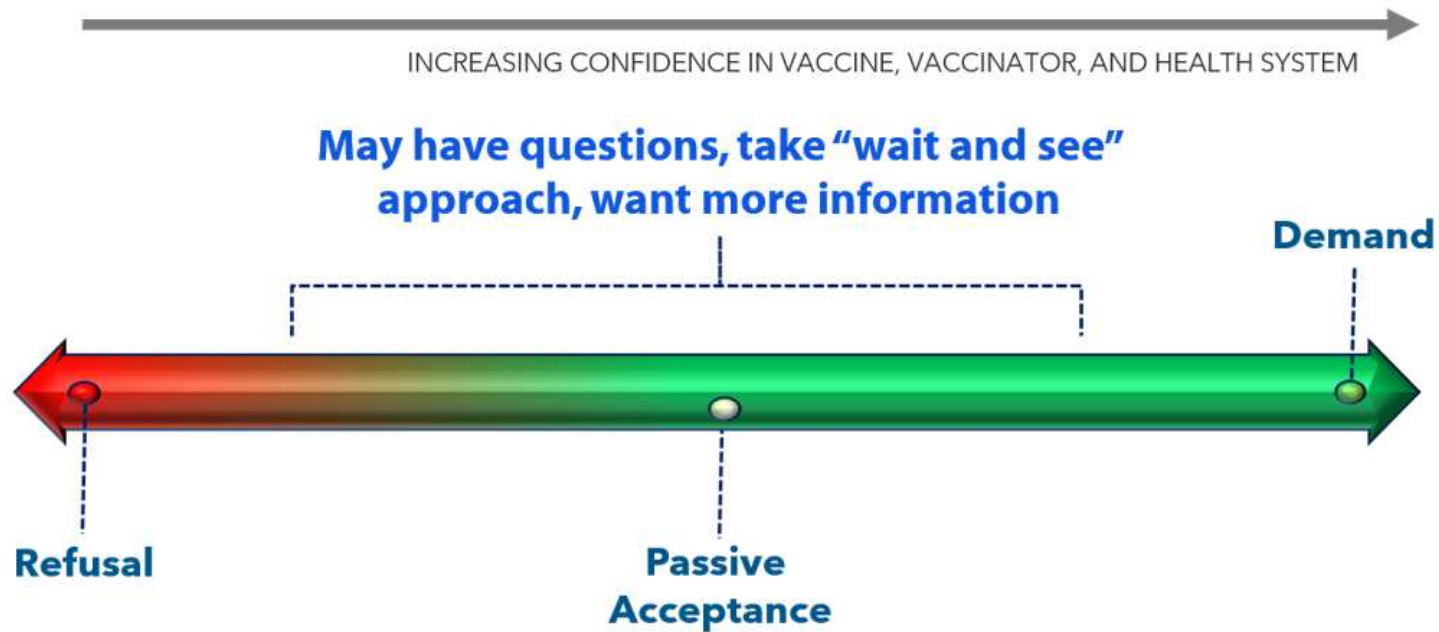 INCREASING CONFIDENCE IN VACCINE, VACCINATOR, AND HEALTH SYSTEM
May have questions, take “wait and see”
approach, want more information
Demand
Refusal
Passive
Acceptance